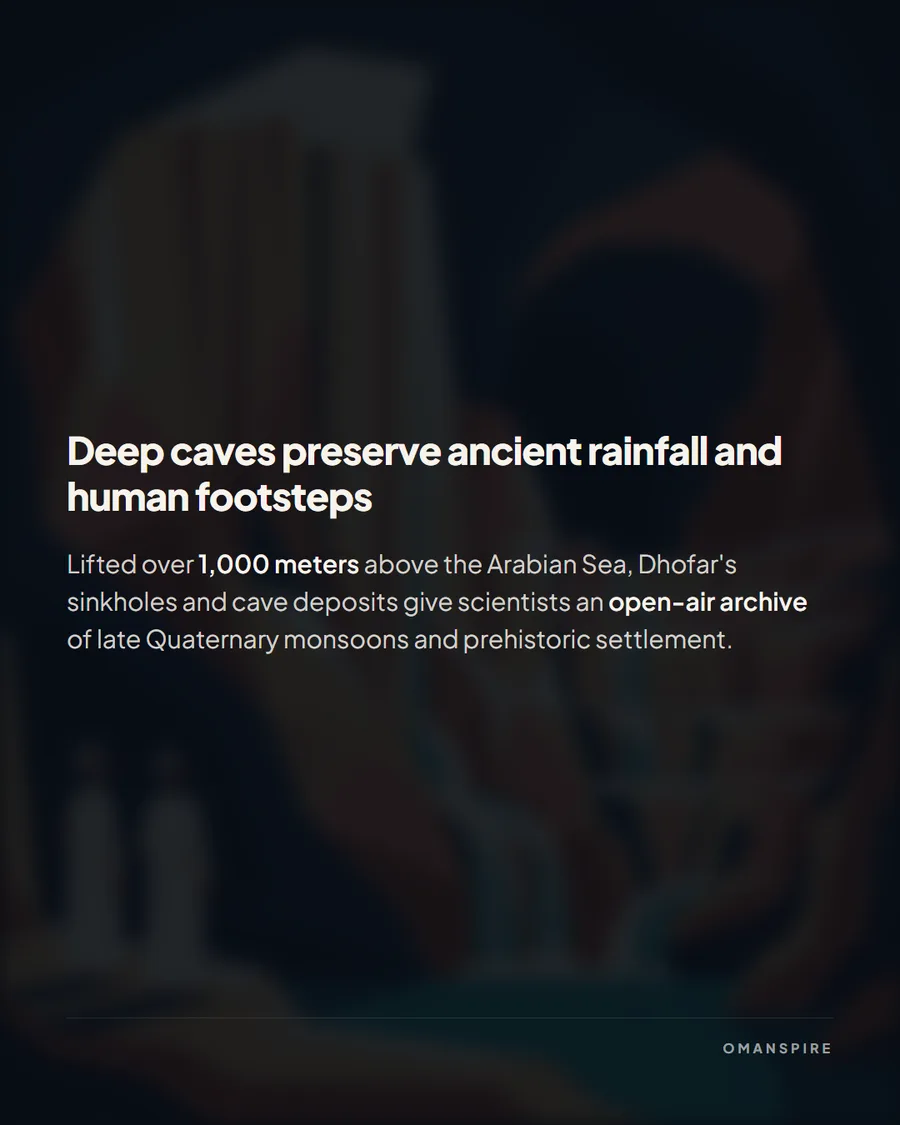 Deep caves preserve ancient rainfall and
human footsteps
Lifted over 1,000 meters above the Arabian Sea, Dhofar's
sinkholes and cave deposits give scientists an open-air archive
of late Quaternary monsoons and prehistoric settlement.
OMANSPIRE